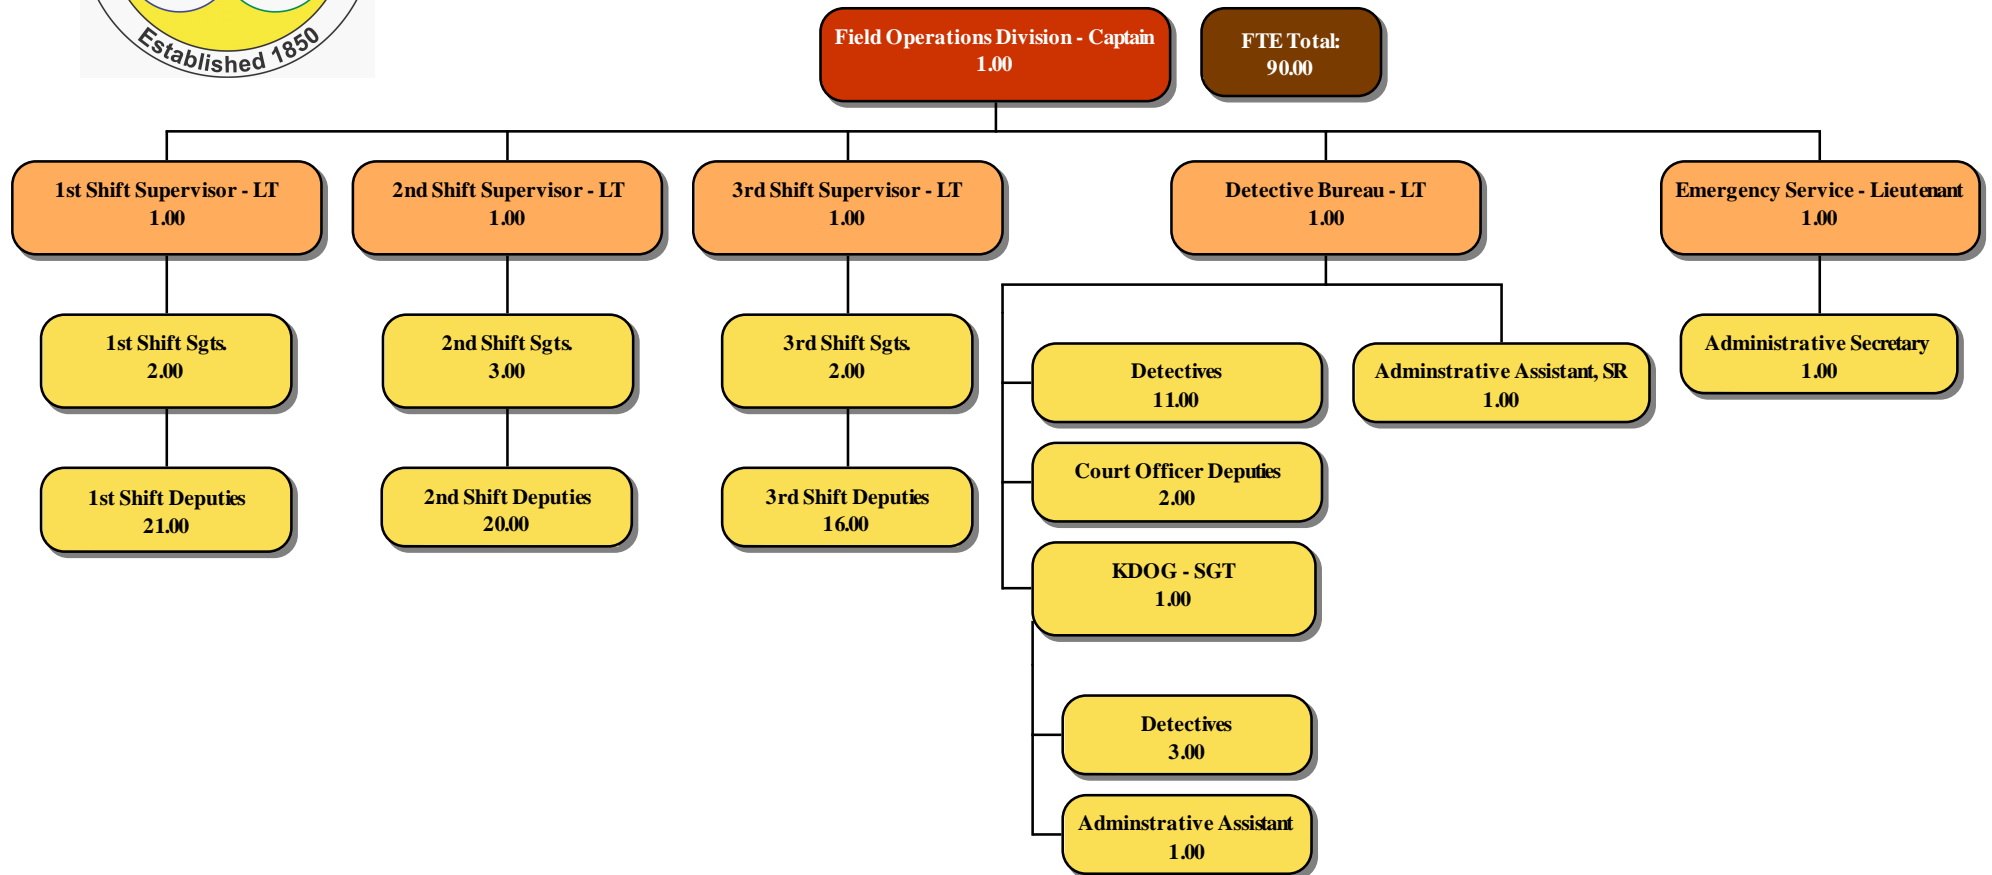 Established 1850
Field Operations Division - Captain
1.00
FTE Total:
90.00
1st Shift Supervisor - LT
1.00
2nd Shift Supervisor - LT
1.00
3rd Shift Supervisor - LT
1.00
Detective Bureau - LT
1.00
Emergency Service - Lieutenant
1.00
1st Shift Sgts.
2.00
2nd Shift Sgts.
3.00
3rd Shift Sgts.
2.00
Detectives
11.00
Adminstrative Assistant, SR
1.00
Administrative Secretary
1.00
Court Officer Deputies
2.00
1st Shift Deputies
21.00
2nd Shift Deputies
20.00
3rd Shift Deputies
16.00
KDOG - SGT
1.00
Detectives
3.00
Adminstrative Assistant
1.00